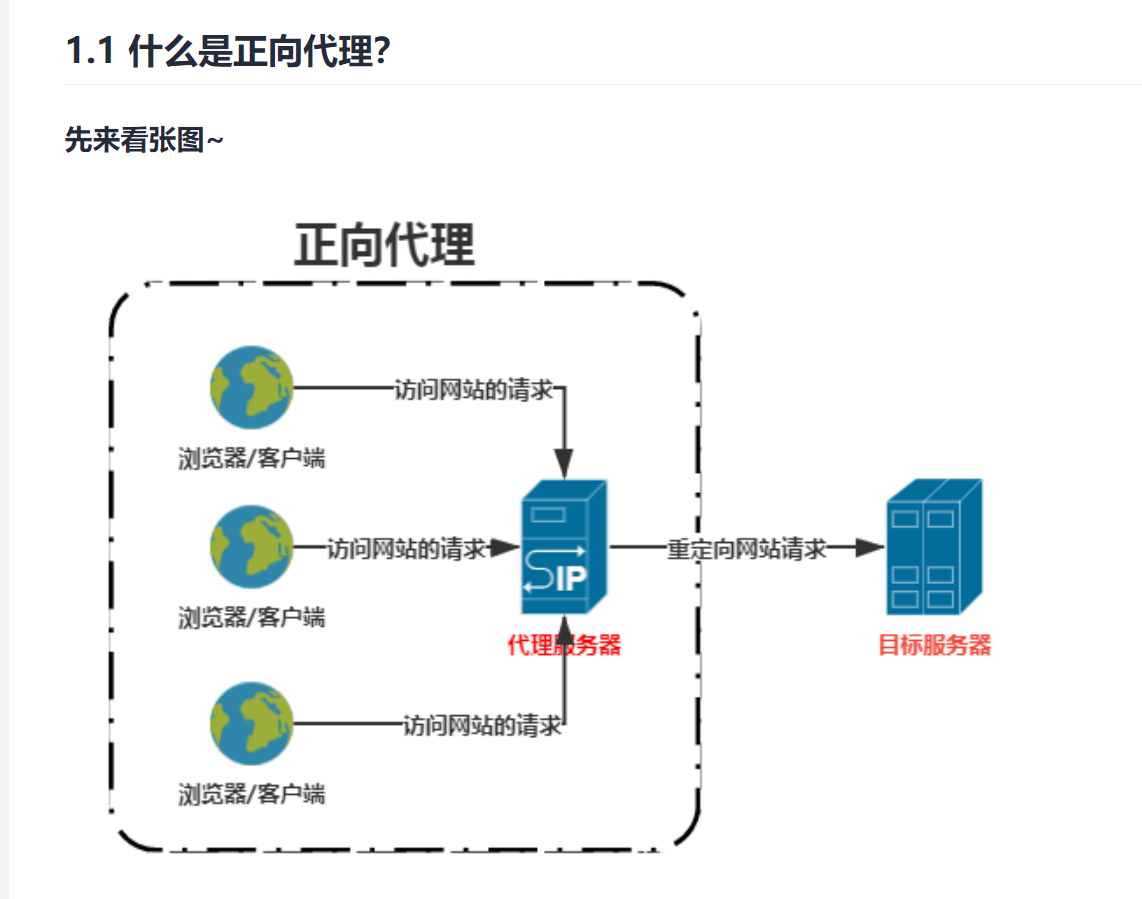 1.1 什么是正向代理？
先来看张图~
正向代理
访问网站的请求
浏览器/客户端
访问网站的请求
IP
重定向网站请求
浏览器/客户端
代理服务器
目标服务器
访问网站的请求
浏览器/客户端